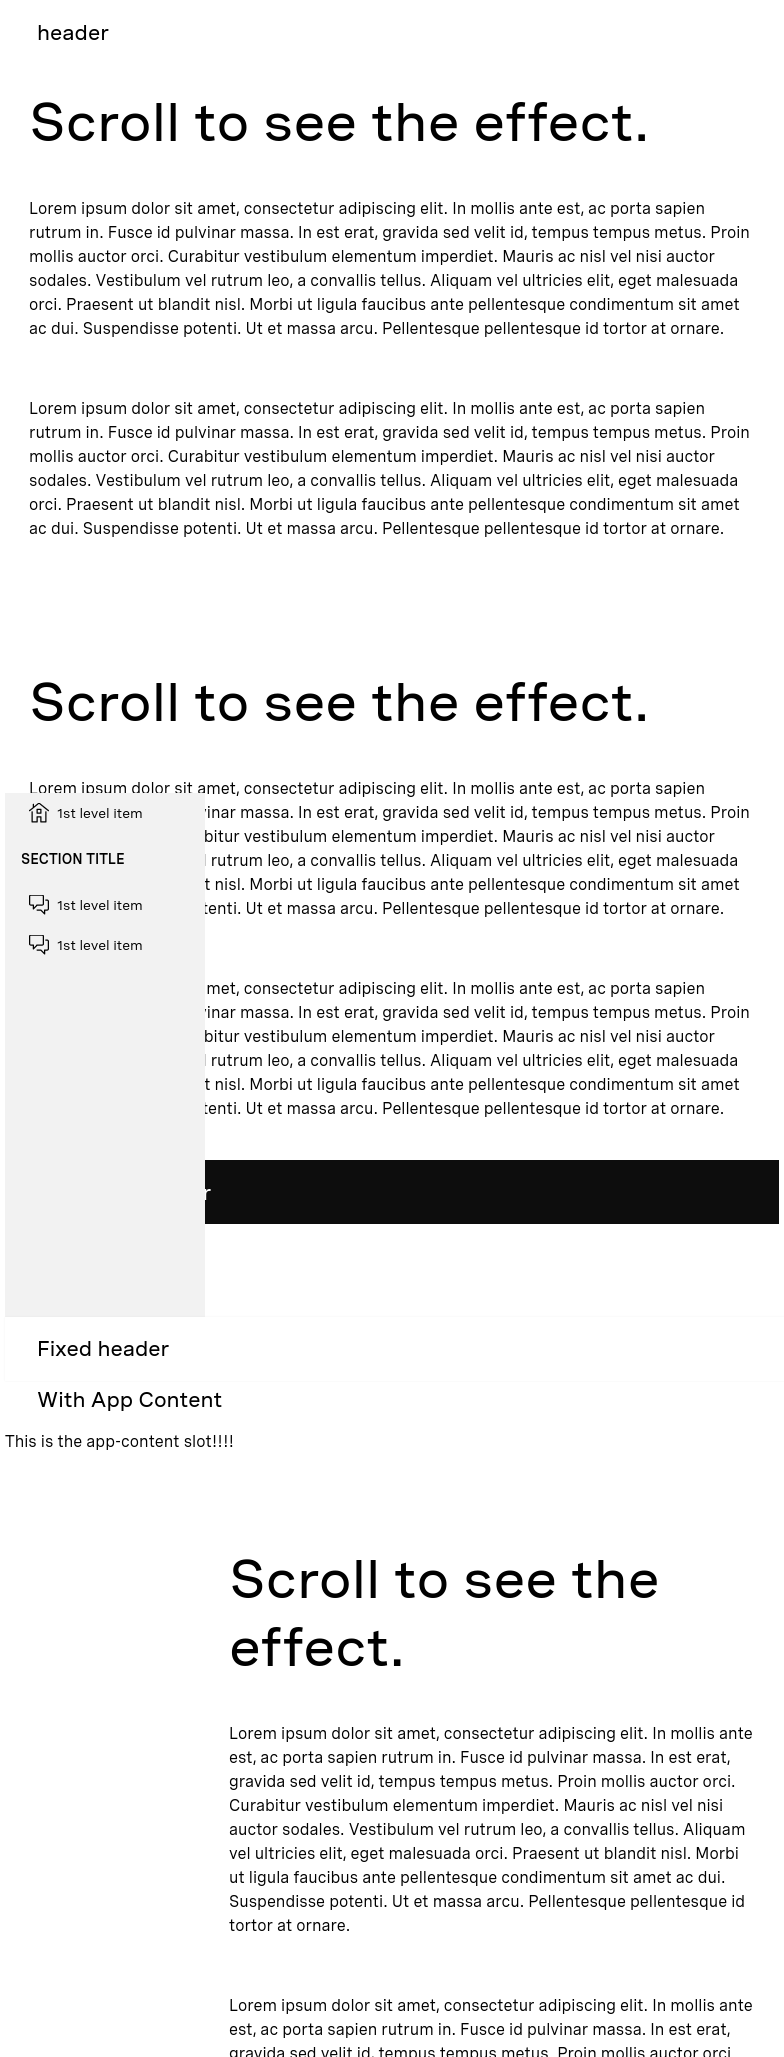 header
Scroll to see the effect.
Lorem ipsum dolor sit amet, consectetur adipiscing elit. In mollis ante est, ac porta sapien
rutrum in. Fusce id pulvinar massa. In est erat, gravida sed velit id, tempus tempus metus. Proin
mollis auctor orci. Curabitur vestibulum elementum imperdiet. Mauris ac nisl vel nisi auctor
sodales. Vestibulum vel rutrum leo, a convallis tellus. Aliquam vel ultricies elit, eget malesuada
orci. Praesent ut blandit nisl. Morbi ut ligula faucibus ante pellentesque condimentum sit amet
ac dui. Suspendisse potenti. Ut et massa arcu. Pellentesque pellentesque id tortor at ornare.
Lorem ipsum dolor sit amet, consectetur adipiscing elit. In mollis ante est, ac porta sapien
rutrum in. Fusce id pulvinar massa. In est erat, gravida sed velit id, tempus tempus metus. Proin
mollis auctor orci. Curabitur vestibulum elementum imperdiet. Mauris ac nisl vel nisi auctor
sodales. Vestibulum vel rutrum leo, a convallis tellus. Aliquam vel ultricies elit, eget malesuada
orci. Praesent ut blandit nisl. Morbi ut ligula faucibus ante pellentesque condimentum sit amet
ac dui. Suspendisse potenti. Ut et massa arcu. Pellentesque pellentesque id tortor at ornare.
Scroll to see the effect.
Lorem ipsum dolor sit amet, consectetur adipiscing elit. In mollis ante est, ac porta sapien
massa. In est erat, gravida sed velit id, tempus tempus metus. Proin
vestibulum elementum imperdiet. Mauris ac nisl vel nisi auctor
rutrum leo, a convallis tellus. Aliquam vel ultricies elit, eget malesuada
nisl. Morbi ut ligula faucibus ante pellentesque condimentum sit amet
Ut et massa arcu. Pellentesque pellentesque id tortor at ornare.
consectetur adipiscing elit. In mollis ante est, ac porta sapien
massa. In est erat, gravida sed velit id, tempus tempus metus. Proin
vestibulum elementum imperdiet. Mauris ac nisl vel nisi auctor
rutrum leo, a convallis tellus. Aliquam vel ultricies elit, eget malesuada
nisl. Morbi ut ligula faucibus ante pellentesque condimentum sit amet
Ut et massa arcu. Pellentesque pellentesque id tortor at ornare.
1st level item
SECTION TITLE
1st level item
1st level item
Fixed header
With App Content
This is the app-content slot!!!!
Scroll to see the
effect.
Lorem ipsum dolor sit amet, consectetur adipiscing elit. In mollis ante
est, ac porta sapien rutrum in. Fusce id pulvinar massa. In est erat,
gravida sed velit id, tempus tempus metus. Proin mollis auctor orci.
Curabitur vestibulum elementum imperdiet. Mauris ac nisl vel nisi
auctor sodales. Vestibulum vel rutrum leo, a convallis tellus. Aliquam
vel ultricies elit, eget malesuada orci. Praesent ut blandit nisl. Morbi
ut ligula faucibus ante pellentesque condimentum sit amet ac dui.
Suspendisse potenti. Ut et massa arcu. Pellentesque pellentesque id
tortor at ornare.
Lorem ipsum dolor sit amet, consectetur adipiscing elit. In mollis ante
est, ac porta sapien rutrum in. Fusce id pulvinar massa. In est erat,
gravida sed velit id, tempus tempus metus. Proin mollis auctor orci.